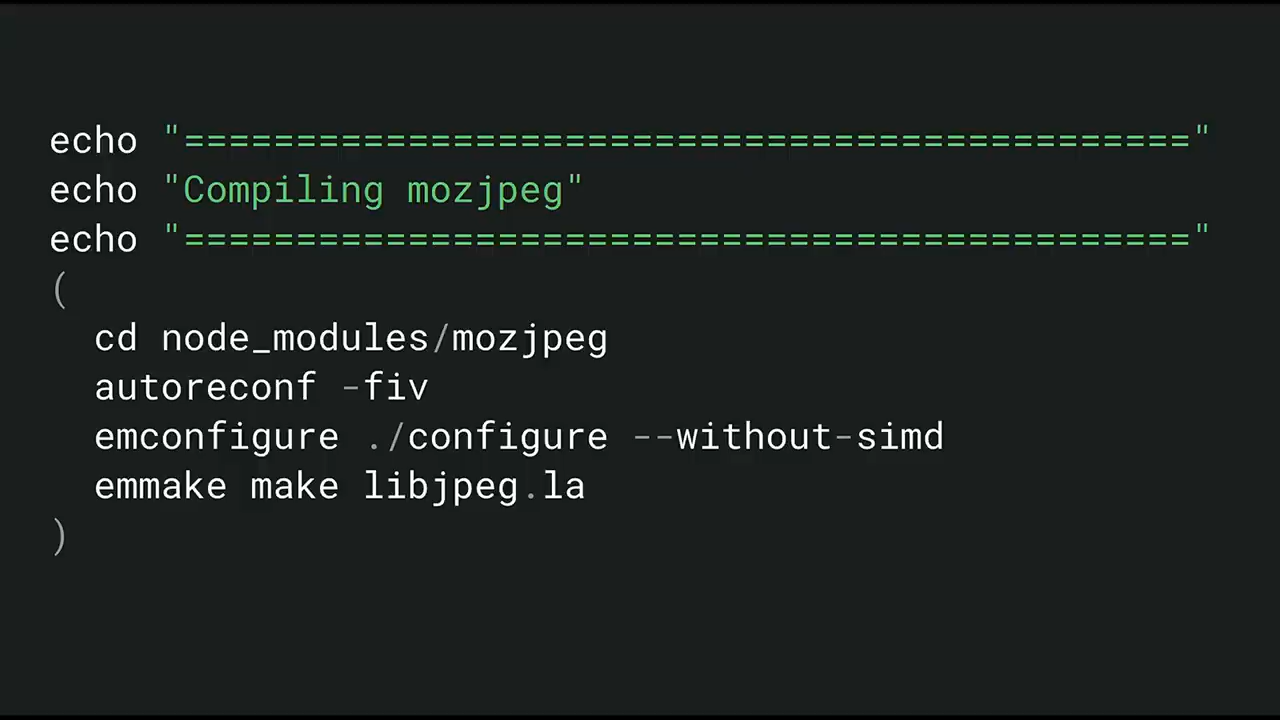 echo "============================================="
echo "Compiling mozjpeg"
echo "============================================="
(
  cd node_modules/mozjpeg
  autoreconf -fiv
  emconfigure ./configure --without-simd
  emmake make libjpeg.la
)